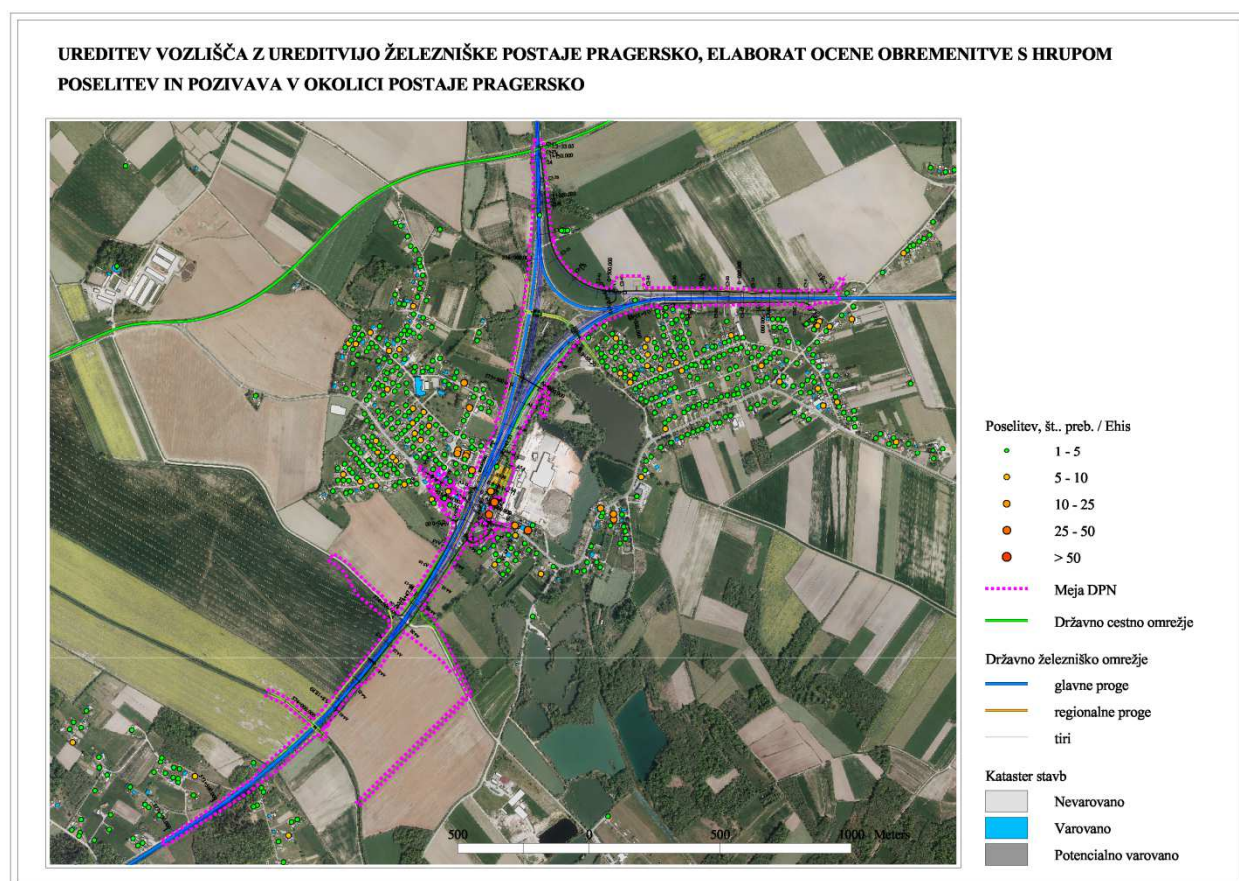 UREDITEV VOZLIŠČA Z UREDITVIJO ŽELEZNIŠKE POSTAJE PRAGERSKO, ELABORAT OCENE OBREMENITVE S HRUPOM
POSELITEV IN POZIVAVA V OKOLICI POSTAJE PRAGERSKO
Poselitev, št.. preb. / Ehis
1 - 5
5 - 10
10 - 25
25 - 50
> 50
Meja DPN
Državno cestno omrežje
Državno železniško omrežje
glavne proge
regionalne proge
tiri
Kataster stavb
Nevarovano
Varovano
Potencialno varovano
500 0 500 1000 Meters